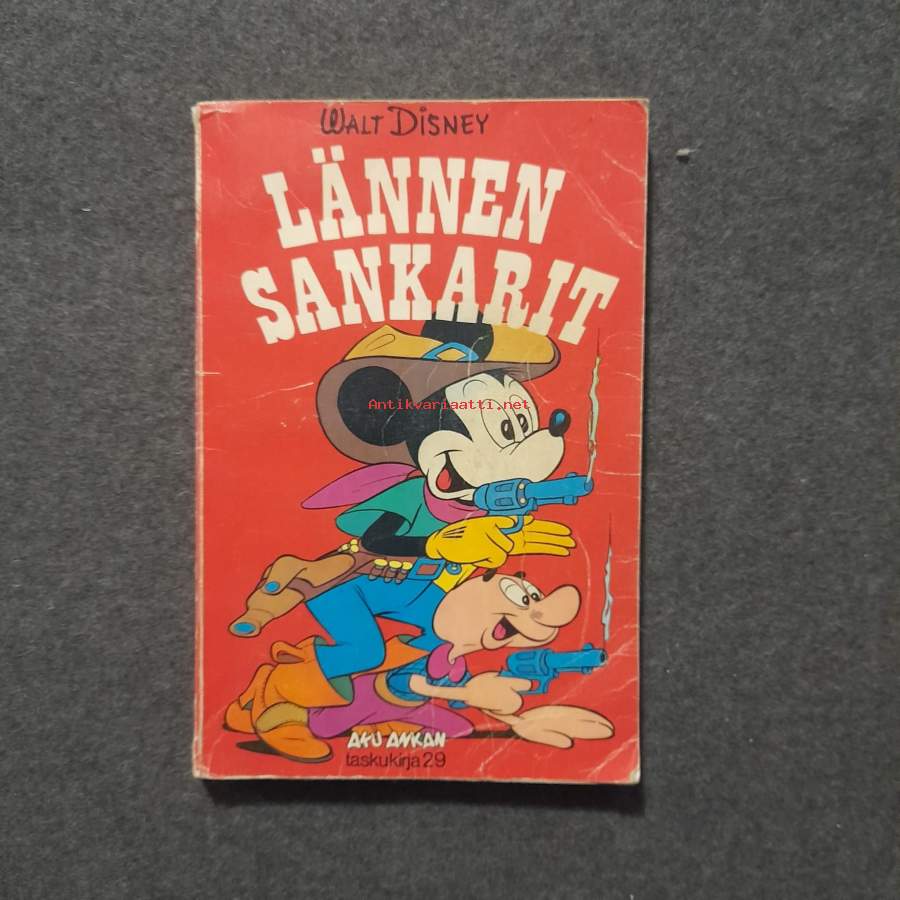 WALT DISNEY
LÄNNEN
SANKARIT
Antikvariaatti.net
AKU ANKAN
taskukirja 29